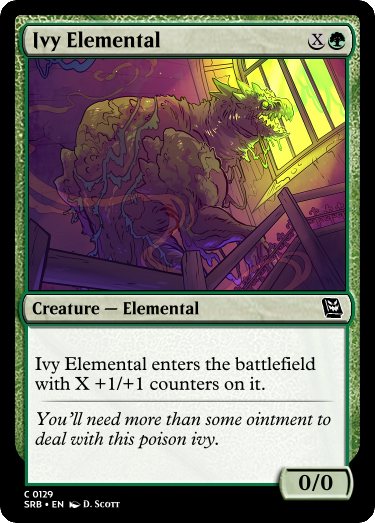 Ivy Elemental X
Creature — Elemental
Ivy Elemental enters the battlefield
with X +1/+1 counters on it.
You'll need more than some ointment to
deal with this poison ivy.
0/0
C 0129
SRB • EN D. Scott